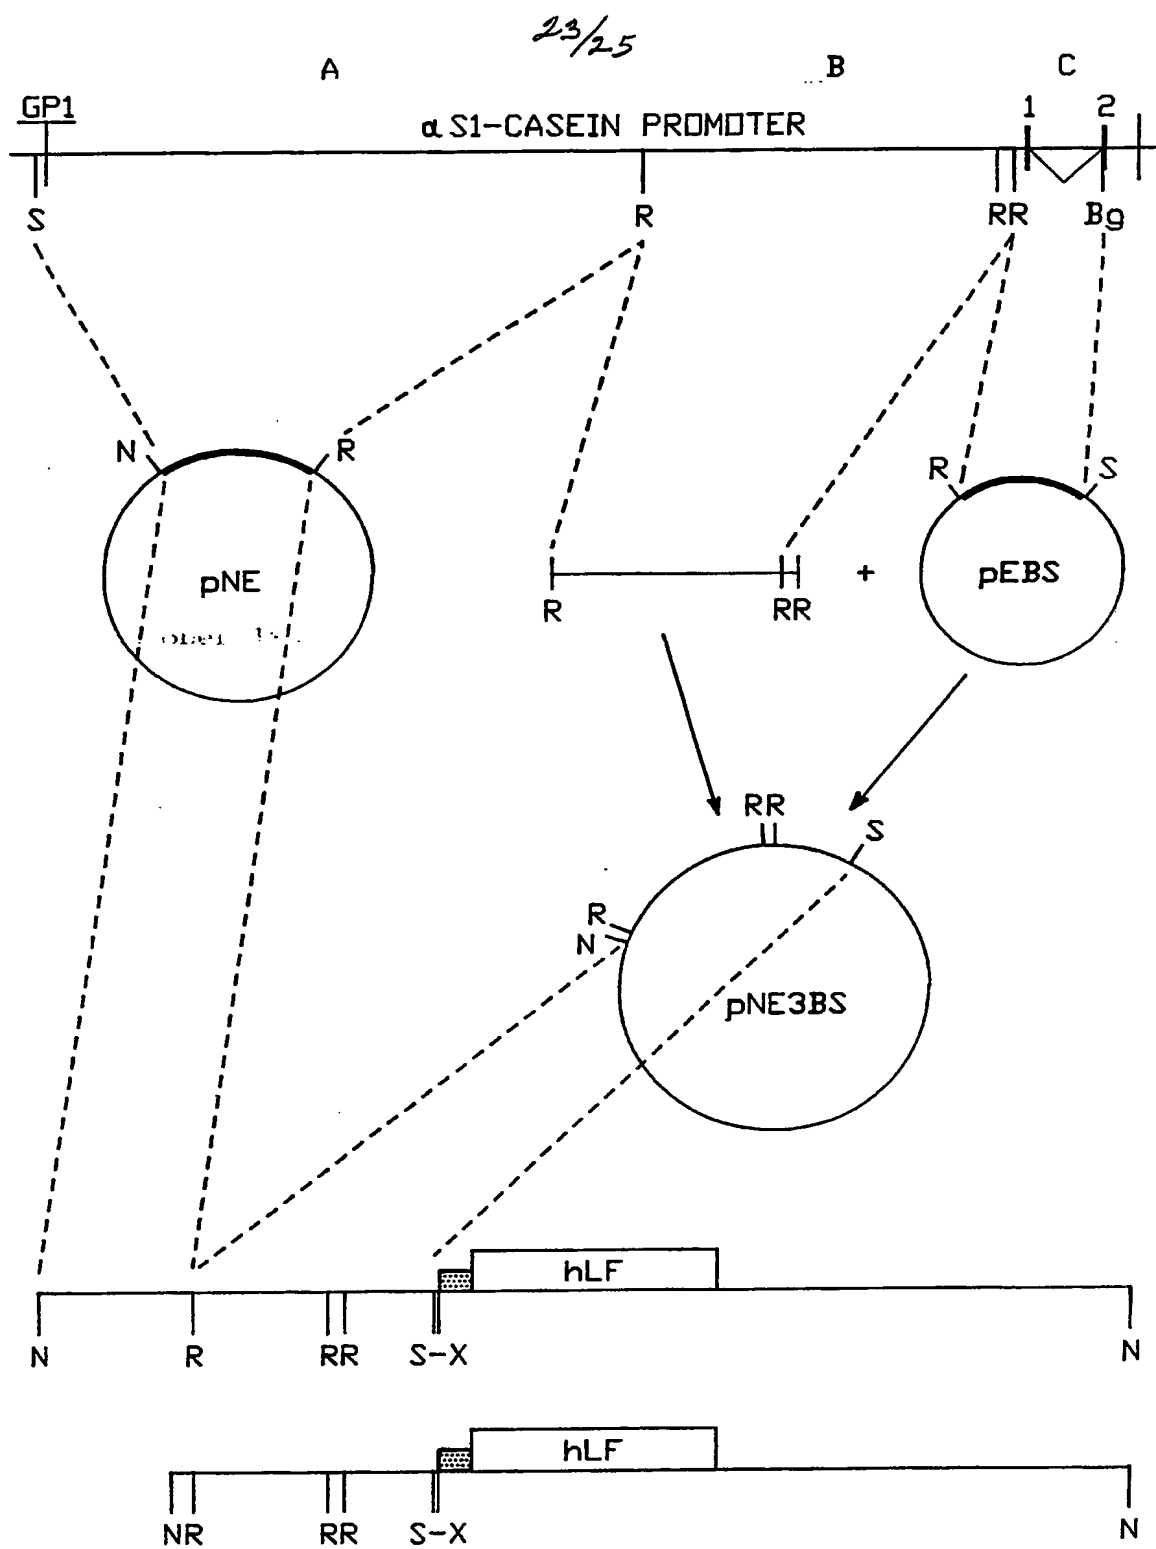 23/25
A B C
GP1 1 2
α S1-CASEIN PROMOTER
S R RR Bg
N R R S
pNE pEBS
+
R RR
RR
S
R
N
pNE3BS
hLF
N R RR S-X N
hLF
NR RR S-X N